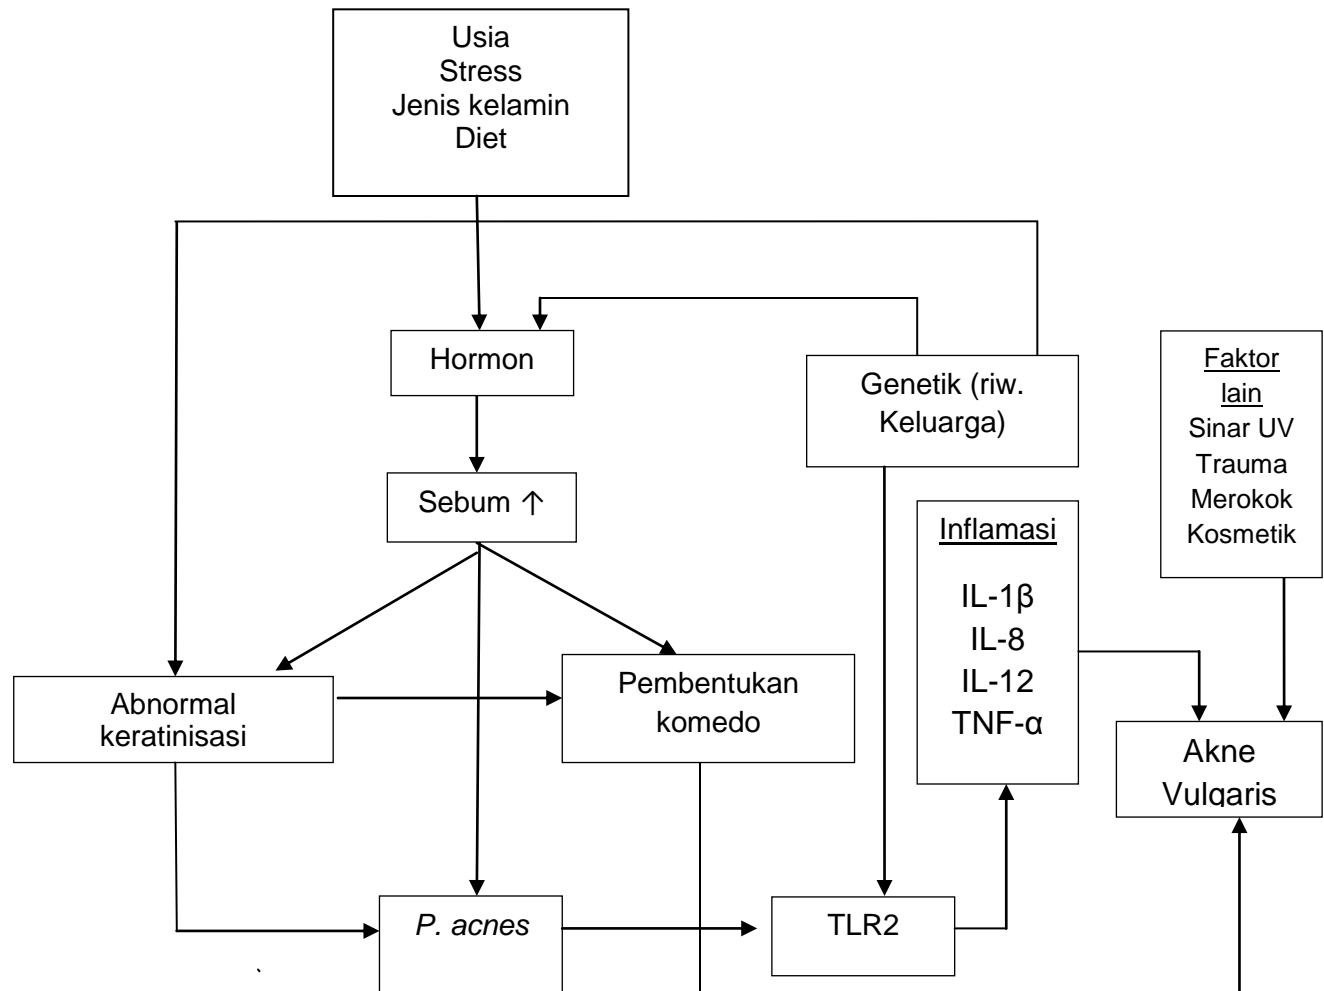 Usia
Stress
Jenis kelamin
Diet
Hormon
Genetik (riw.
Keluarga)
Faktor
lain
Sinar UV
Trauma
Merokok
Kosmetik
Sebum ↑
Inflamasi
IL-1β
IL-8
IL-12
TNF-α
Abnormal
keratinisasi
Pembentukan
komedo
Akne
Vulgaris
P. acnes
TLR2